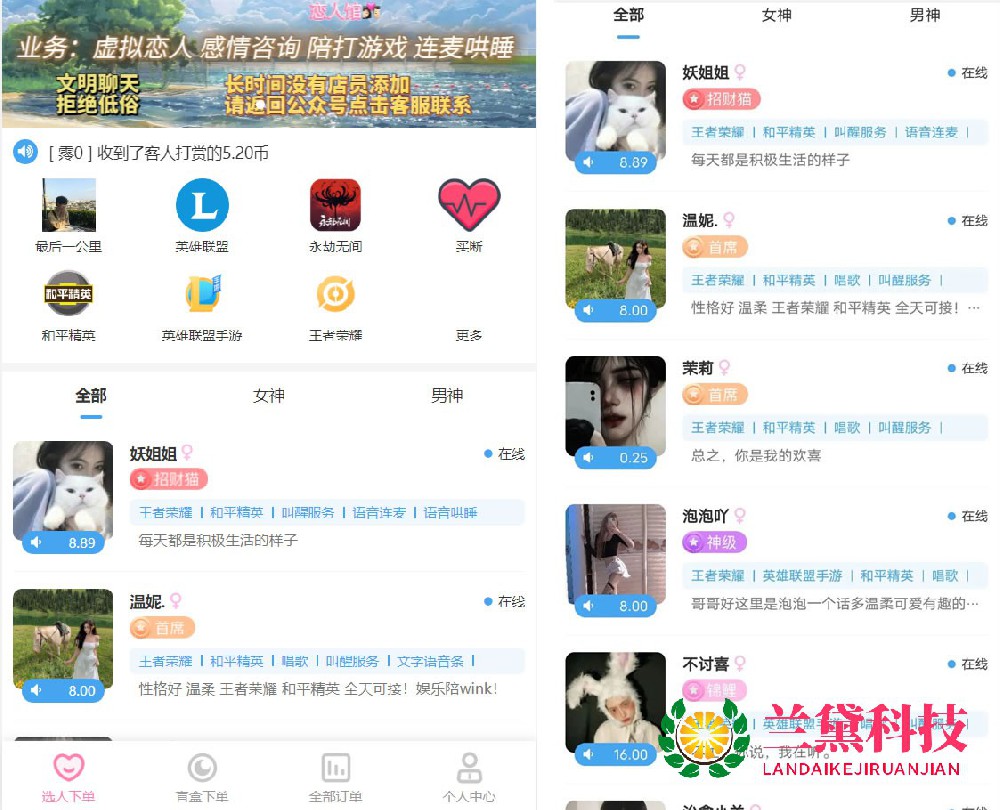 恋人馆
业务：虚拟恋人 感情咨询 陪打游戏 连麦哄睡
文明聊天
拒绝低俗
长时间没有店员添加
请返回公众号点击客服联系
[ 零0 ] 收到了客人打赏的5.20币
最后一公里
英雄联盟
永劫无间
买断
和平精英
和平精英
英雄联盟手游
王者荣耀
更多
全部
女神
男神
妖姐姐
在线
招财猫
王者荣耀 | 和平精英 | 叫醒服务 | 语音连麦 | 语音哄睡
8.89
每天都是积极生活的样子
温妮.
在线
首席
王者荣耀 | 和平精英 | 唱歌 | 叫醒服务 | 文字语音条 |
8.00
性格好 温柔 王者荣耀 和平精英 全天可接！娱乐陪wink！
选人下单
盲盒下单
全部订单
个人中心
全部
女神
男神
妖姐姐
在线
招财猫
王者荣耀 | 和平精英 | 叫醒服务 | 语音连麦 |
8.89
每天都是积极生活的样子
温妮.
在线
首席
王者荣耀 | 和平精英 | 唱歌 | 叫醒服务 |
8.00
性格好 温柔 王者荣耀 和平精英 全天可接！…
茉莉
在线
首席
王者荣耀 | 和平精英 | 唱歌 | 叫醒服务 |
0.25
总之，你是我的欢喜
泡泡吖
在线
神级
王者荣耀 | 英雄联盟手游 | 和平精英 | 唱歌 |
8.00
哥哥好这里是泡泡一个话多温柔可爱有趣的…
不讨喜
在线
锦鲤
英雄联盟手
16.00
说，我在听。
兰黛科技
LANDAIKEJIRUANJIAN